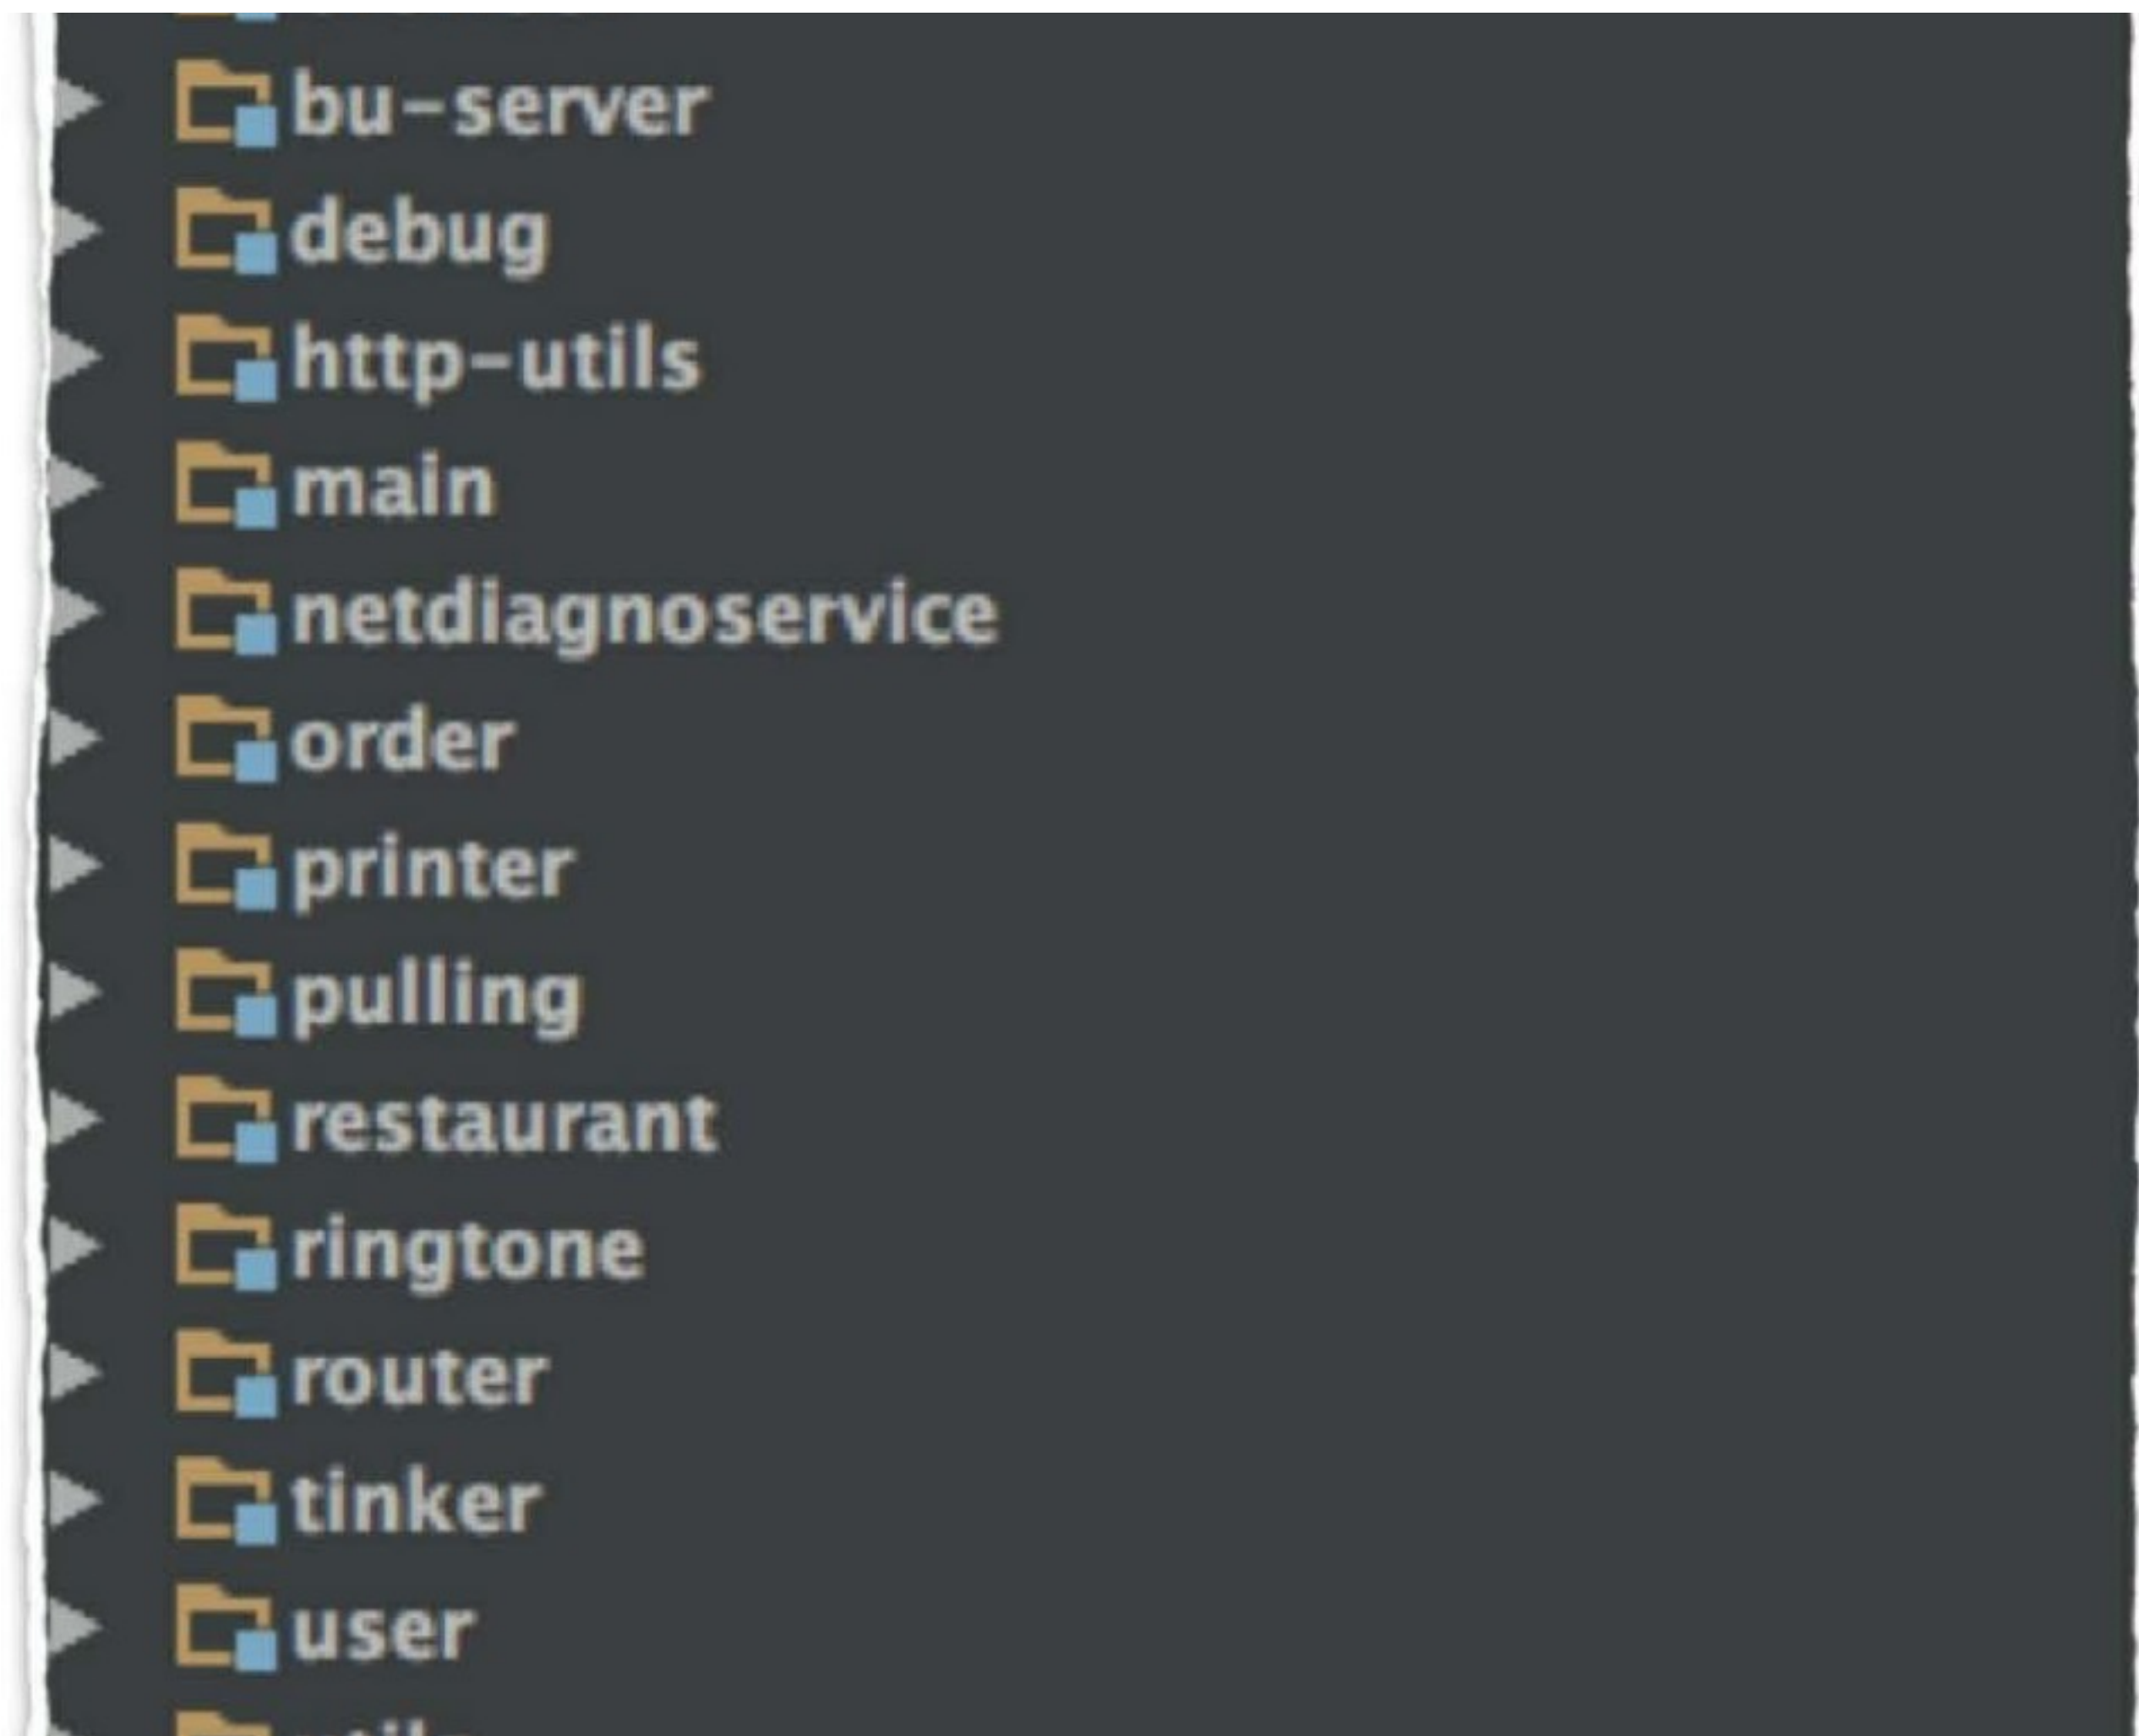 bu-server
debug
http-utils
main
netdiagnoservice
order
printer
pulling
restaurant
ringtone
router
tinker
user